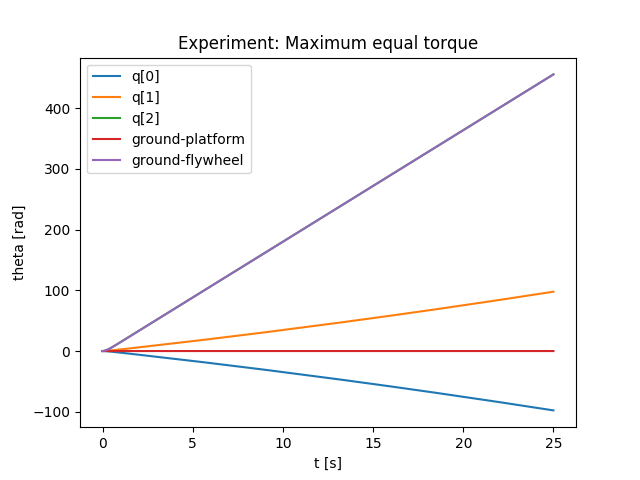 Experiment: Maximum equal torque
q[0]
q[1]
q[2]
ground-platform
ground-flywheel
theta [rad]
400
300
200
100
0
−100
0
5
10
15
20
25
t [s]